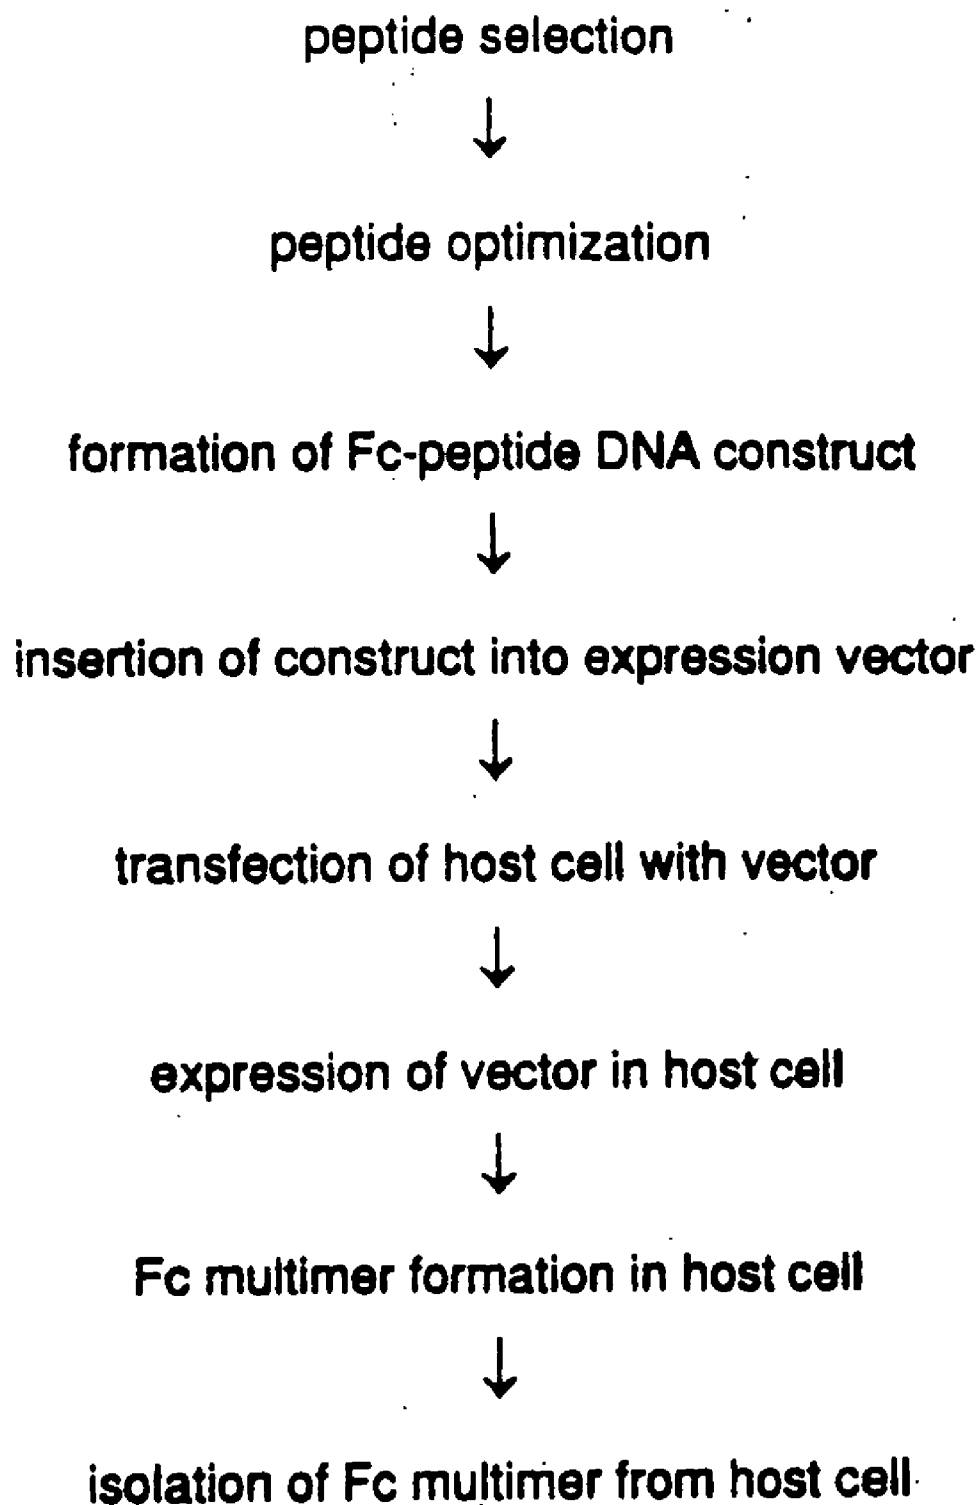 peptide selection
peptide optimization
formation of Fc-peptide DNA construct
insertion of construct into expression vector
transfection of host cell with vector
expression of vector in host cell
Fc multimer formation in host cell
isolation of Fc multimer from host cell